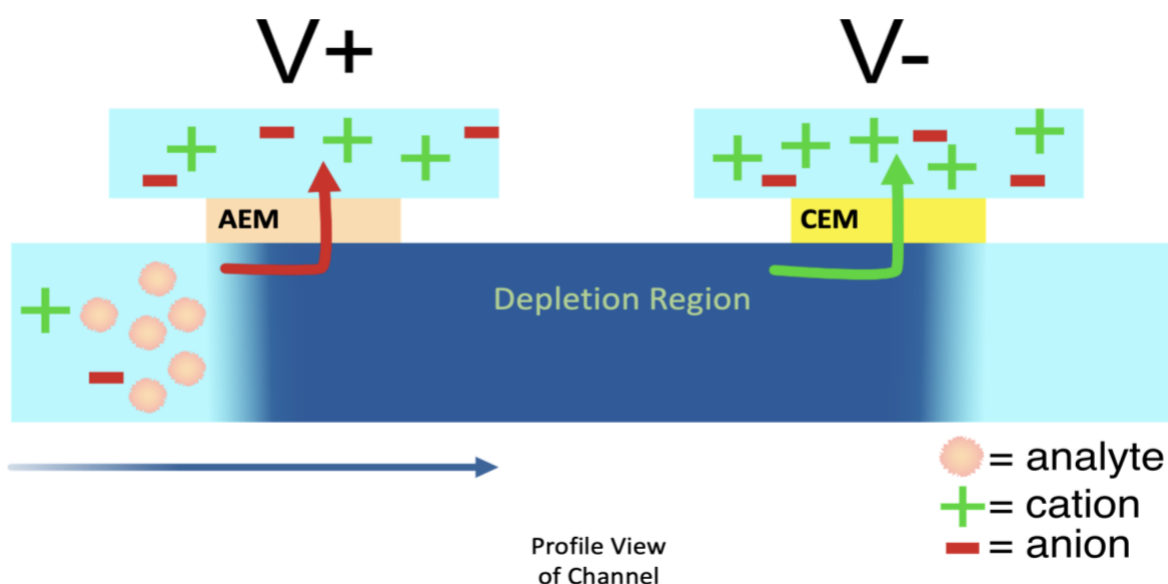 V+
V-
AEM
CEM
Depletion Region
= analyte
= cation
= anion
Profile View
of Channel